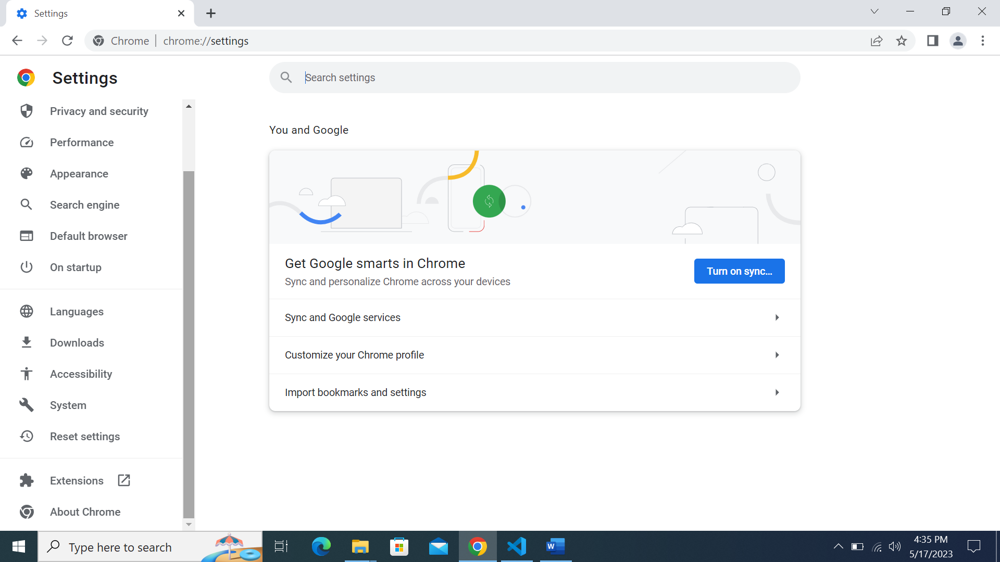 Settings
Chrome
chrome://settings
Settings
Search settings
Privacy and security
Performance
Appearance
Search engine
Default browser
On startup
Languages
Downloads
Accessibility
System
Reset settings
Extensions
About Chrome
You and Google
Get Google smarts in Chrome
Sync and personalize Chrome across your devices
Turn on sync...
Sync and Google services
Customize your Chrome profile
Import bookmarks and settings
Type here to search
W
4:35 PM
5/17/2023